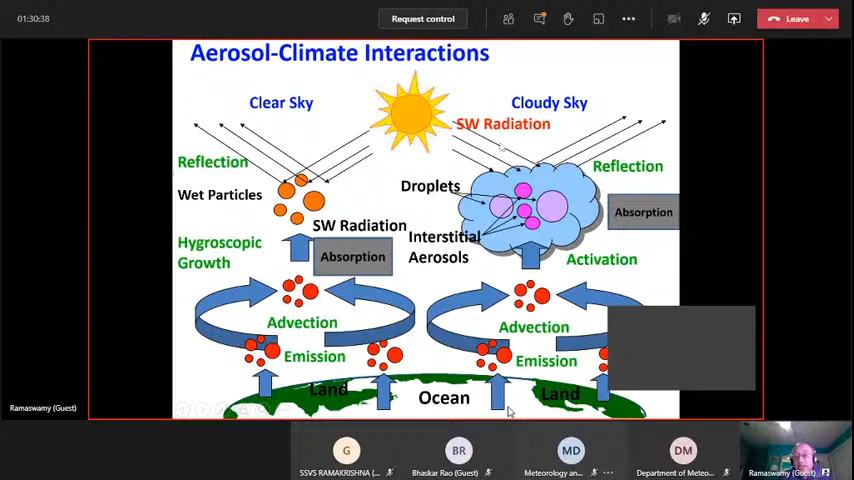 01:30:38
Request control
Leave
Aerosol-Climate Interactions
Clear Sky
Cloudy Sky
SW Radiation
Reflection
Reflection
Wet Particles
Droplets
Absorption
SW Radiation
Interstitial
Aerosols
Hygroscopic
Growth
Absorption
Activation
Advection
Advection
Emission
Emission
Land
Ocean
Land
Ramaswamy (Guest)
G
BR
MD
DM
SSVS RAMAKRISHNA (...
Bhaskar Rao (Guest)
Meteorology an...
Department of Meteo...
Ramaswamy (Guest)